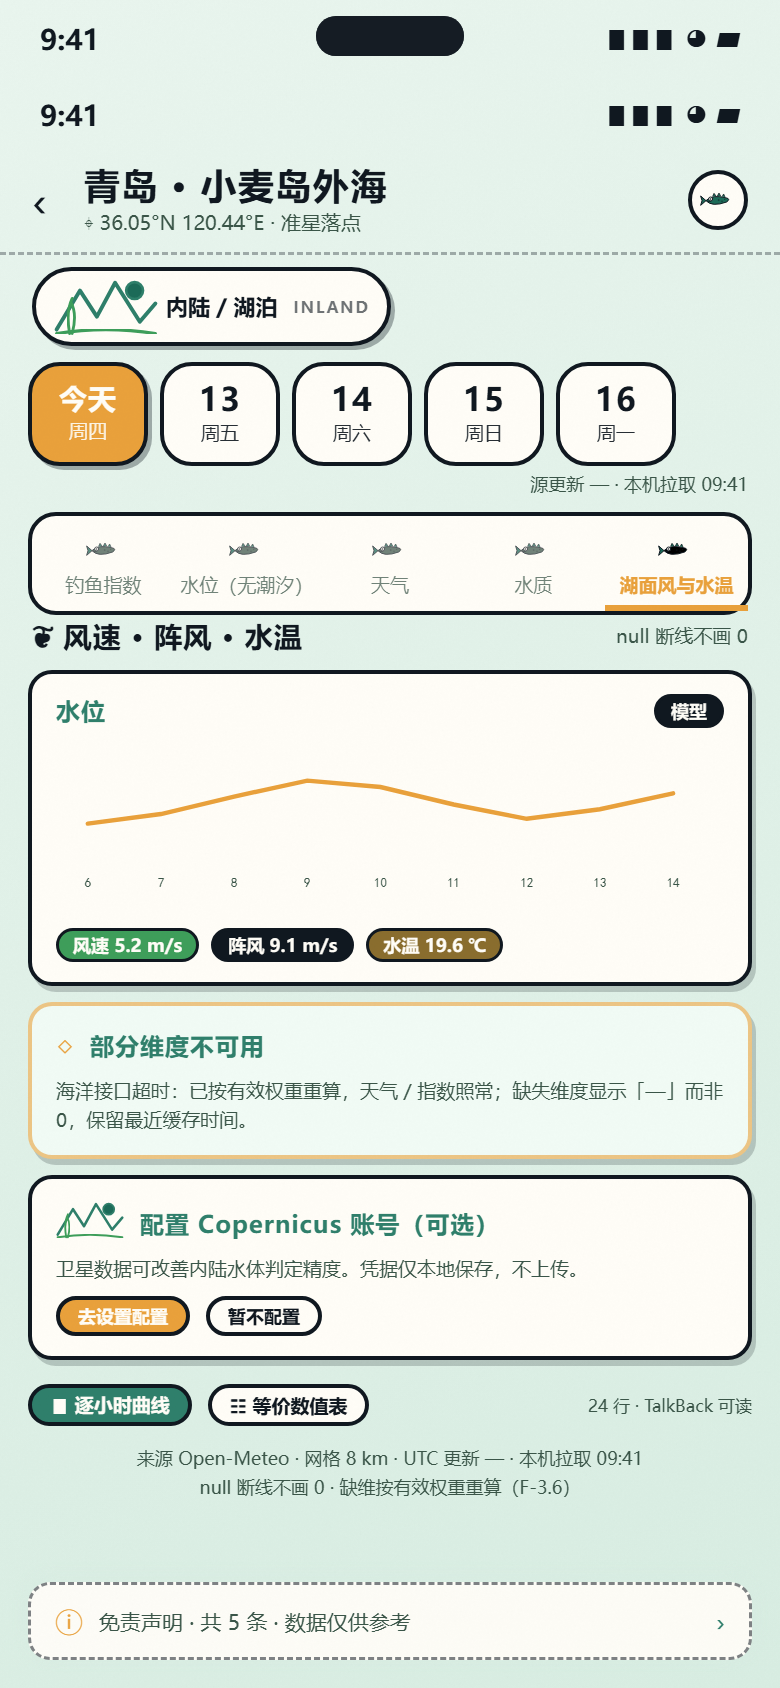 9:41
9:41
‹ 青岛 · 小麦岛外海
⌖ 36.05°N 120.44°E · 准星落点
内陆 / 湖泊 INLAND
今天 13 14 15 16
周四 周五 周六 周日 周一
源更新 — · 本机拉取 09:41
钓鱼指数 水位（无潮汐） 天气 水质 湖面风与水温
❦ 风速 · 阵风 · 水温 null 断线不画 0
水位 模型
6 7 8 9 10 11 12 13 14
风速 5.2 m/s 阵风 9.1 m/s 水温 19.6 ℃
◇ 部分维度不可用
海洋接口超时：已按有效权重重算，天气 / 指数照常；缺失维度显示「—」而非
0，保留最近缓存时间。
配置 Copernicus 账号（可选）
卫星数据可改善内陆水体判定精度。凭据仅本地保存，不上传。
去设置配置 暂不配置
逐小时曲线 ☷ 等价数值表 24 行 · TalkBack 可读
来源 Open-Meteo · 网格 8 km · UTC 更新 — · 本机拉取 09:41
null 断线不画 0 · 缺维按有效权重重算（F-3.6）
ⓘ 免责声明 · 共 5 条 · 数据仅供参考 ›